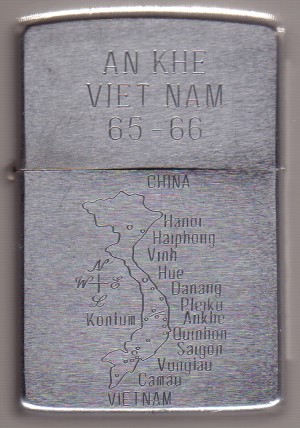 AN KHE
VIET NAM
65-66
CHINA
Hanoi
Haiphong
Vinh
Hue
Danang
Pleiku
Kontum
Ankhe
Quinhon
Saigon
Vungtau
Camau
VIETNAM
N
W E
S